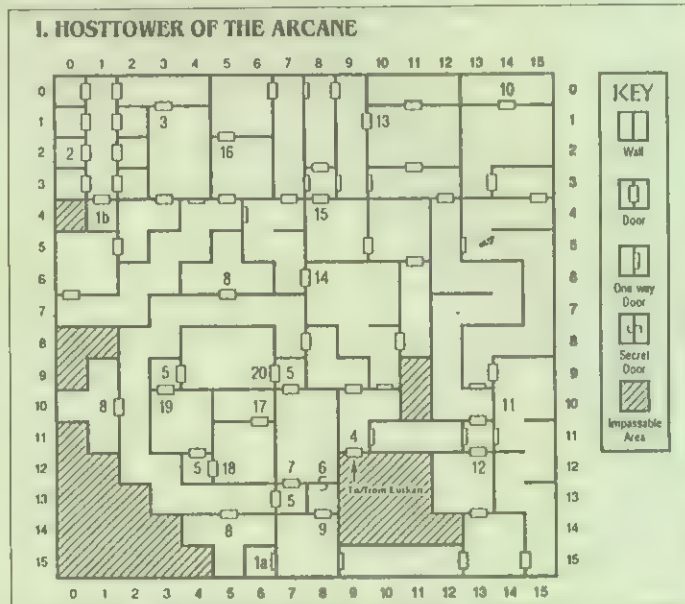 1. HOSTTOWER OF THE ARCANE
0 1 2 3 4 5 6 7 8 9 10 11 12 13 14 15
0 10 0
1 3 13 1
2 2 16 2
3 3
1b 15
4 4
5 5
6 8 14 6
7 7
8 8
9 5 20 5 9
10 8 19 17 11 10
11 4 11
5 18 12
12 7 6 12
To/from Luskan
13 5 5 13
14 8 9 14
15 1a 15
0 1 2 3 4 5 6 7 8 9 10 11 12 13 14 15
KEY
Wall
Door
One way
Door
Secret
Door
Impassable
Area